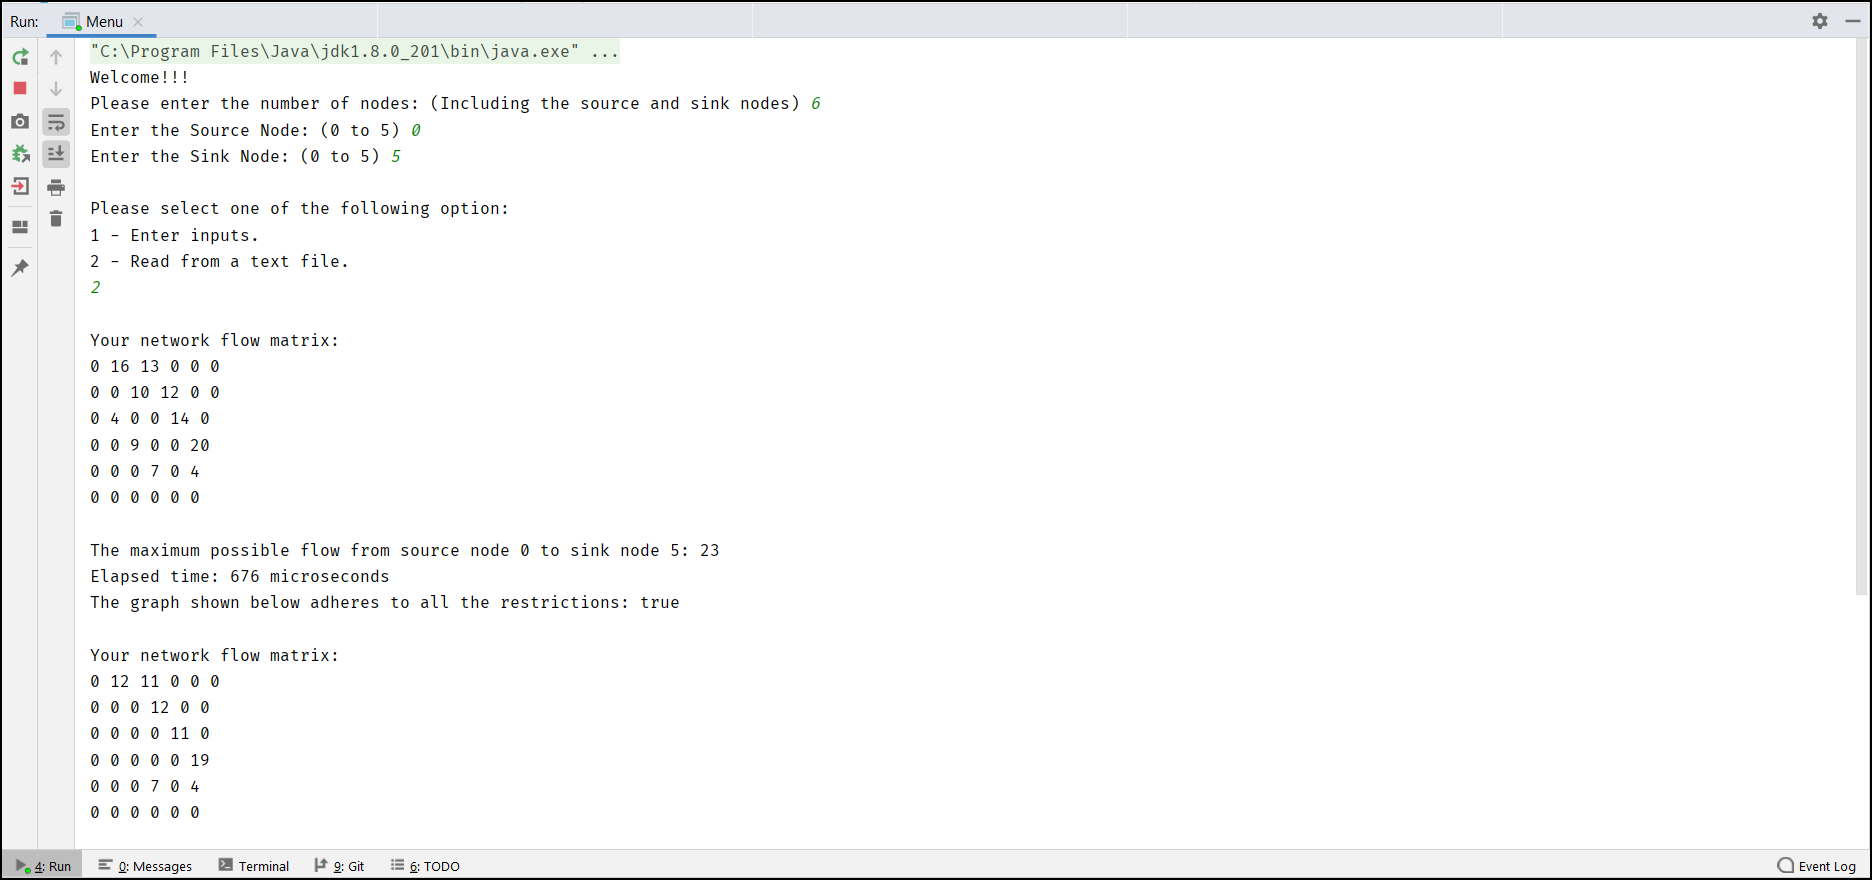 Run: Menu
"C:\Program Files\Java\jdk1.8.0_201\bin\java.exe" ...
Welcome!!!
Please enter the number of nodes: (Including the source and sink nodes) 6
Enter the Source Node: (0 to 5) 0
Enter the Sink Node: (0 to 5) 5
Please select one of the following option:
1 - Enter inputs.
2 - Read from a text file.
2
Your network flow matrix:
0 16 13 0 0 0
0 0 10 12 0 0
0 4 0 0 14 0
0 0 9 0 0 20
0 0 0 7 0 4
0 0 0 0 0 0
The maximum possible flow from source node 0 to sink node 5: 23
Elapsed time: 676 microseconds
The graph shown below adheres to all the restrictions: true
Your network flow matrix:
0 12 11 0 0 0
0 0 0 12 0 0
0 0 0 0 11 0
0 0 0 0 0 19
0 0 0 7 0 4
0 0 0 0 0 0
4: Run 0: Messages Terminal 9: Git 6: TODO Event Log